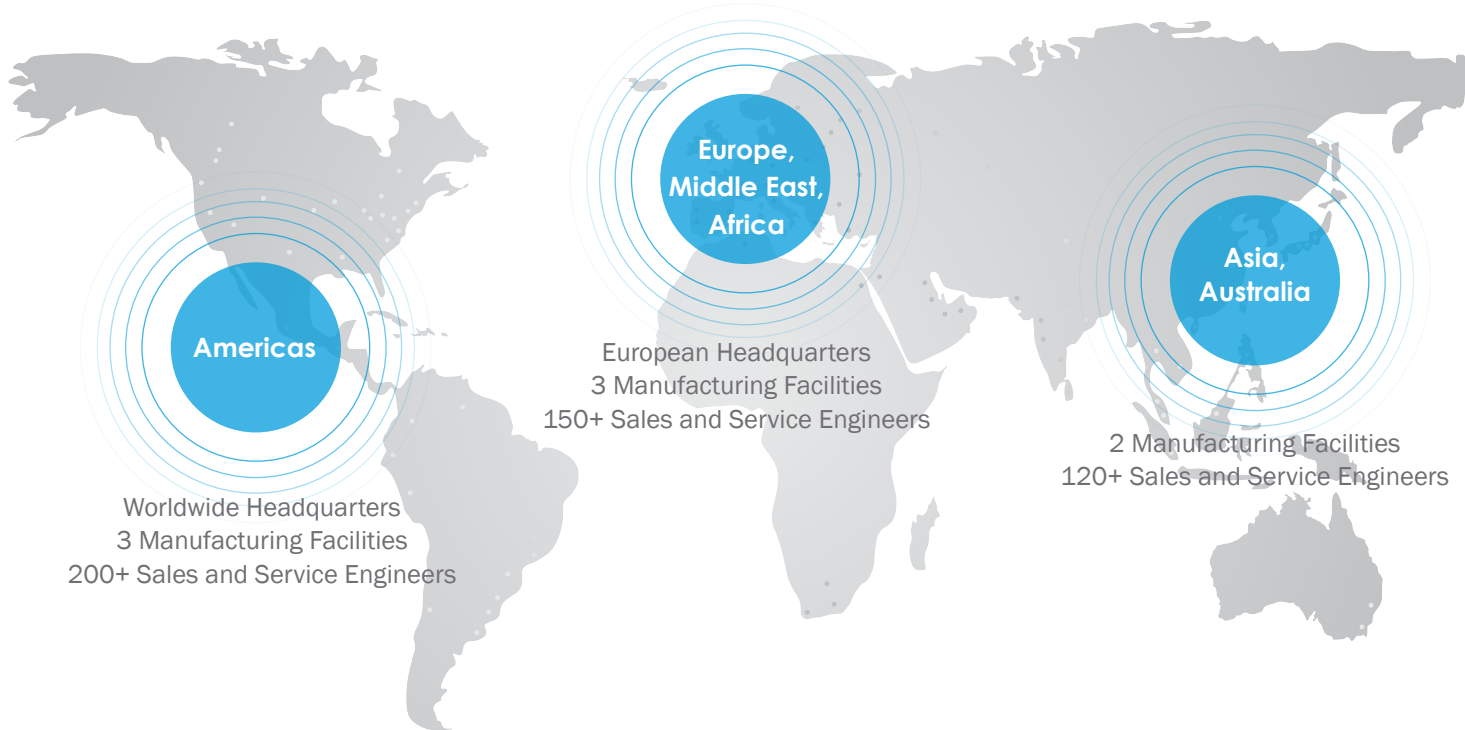 Americas
Worldwide Headquarters
3 Manufacturing Facilities
200+ Sales and Service Engineers
Europe,
Middle East,
Africa
European Headquarters
3 Manufacturing Facilities
150+ Sales and Service Engineers
Asia,
Australia
2 Manufacturing Facilities
120+ Sales and Service Engineers